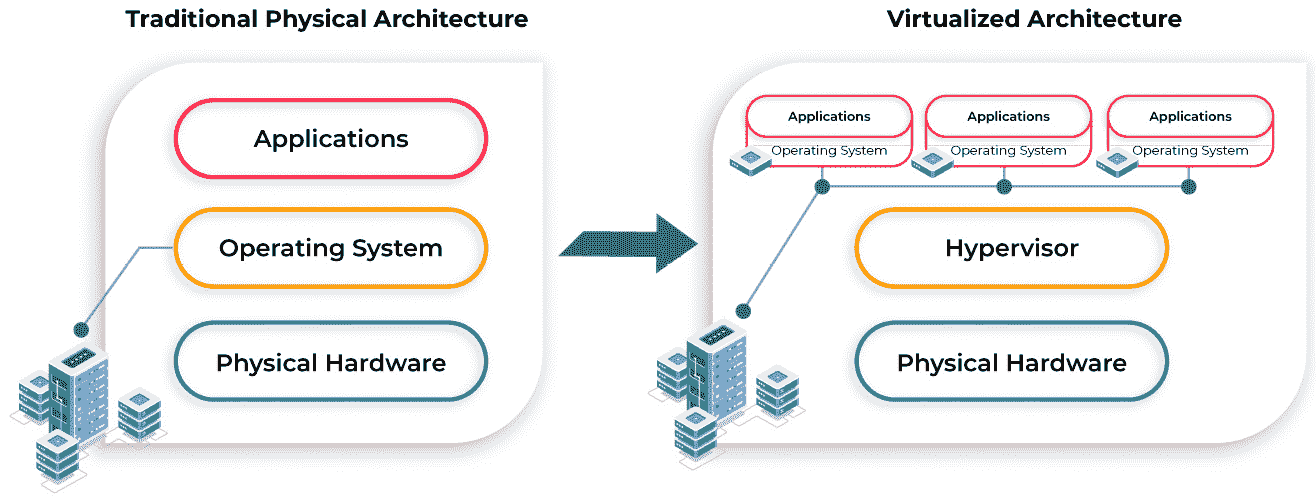 Traditional Physical Architecture
Applications
Operating System
Physical Hardware
Virtualized Architecture
Applications
Operating System
Applications
Operating System
Applications
Operating System
Hypervisor
Physical Hardware